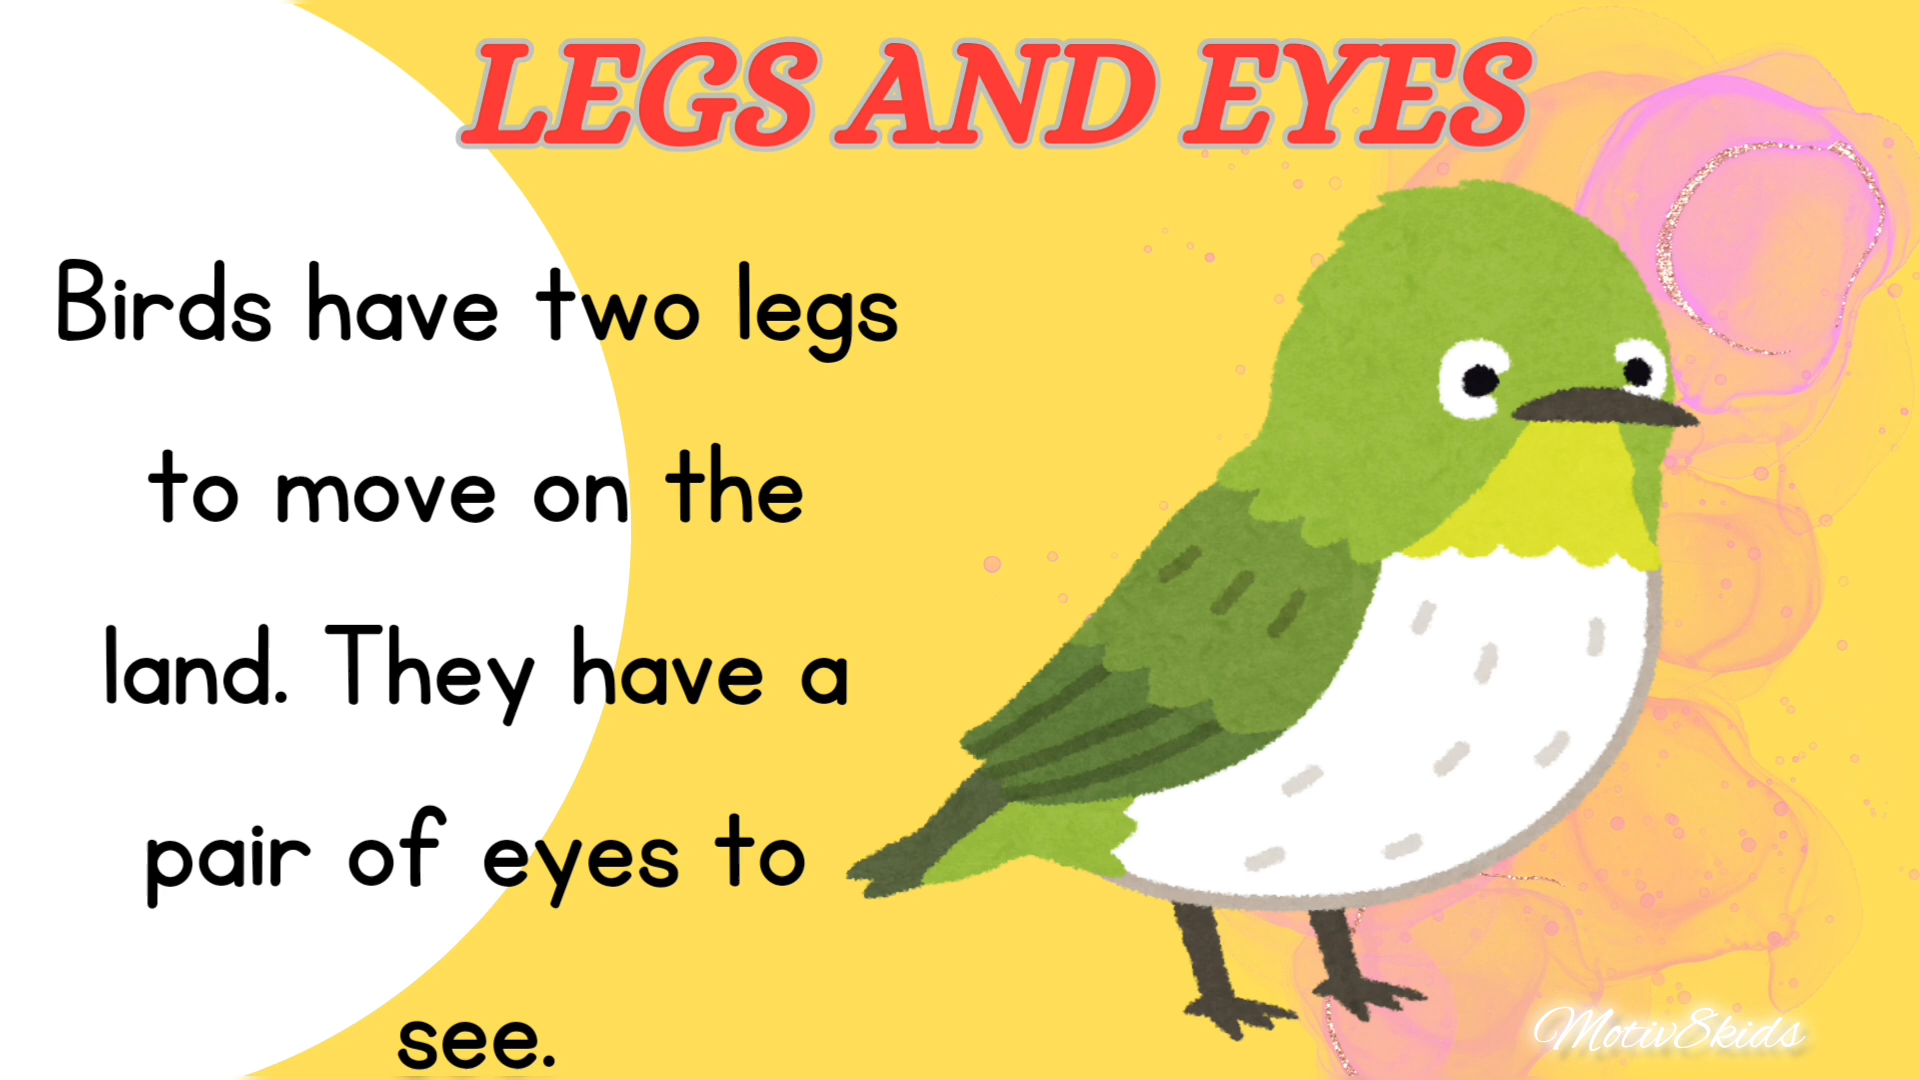 LEGS AND EYES
Birds have two legs
to move on the
land. They have a
pair of eyes to
see.
Motiv8kids